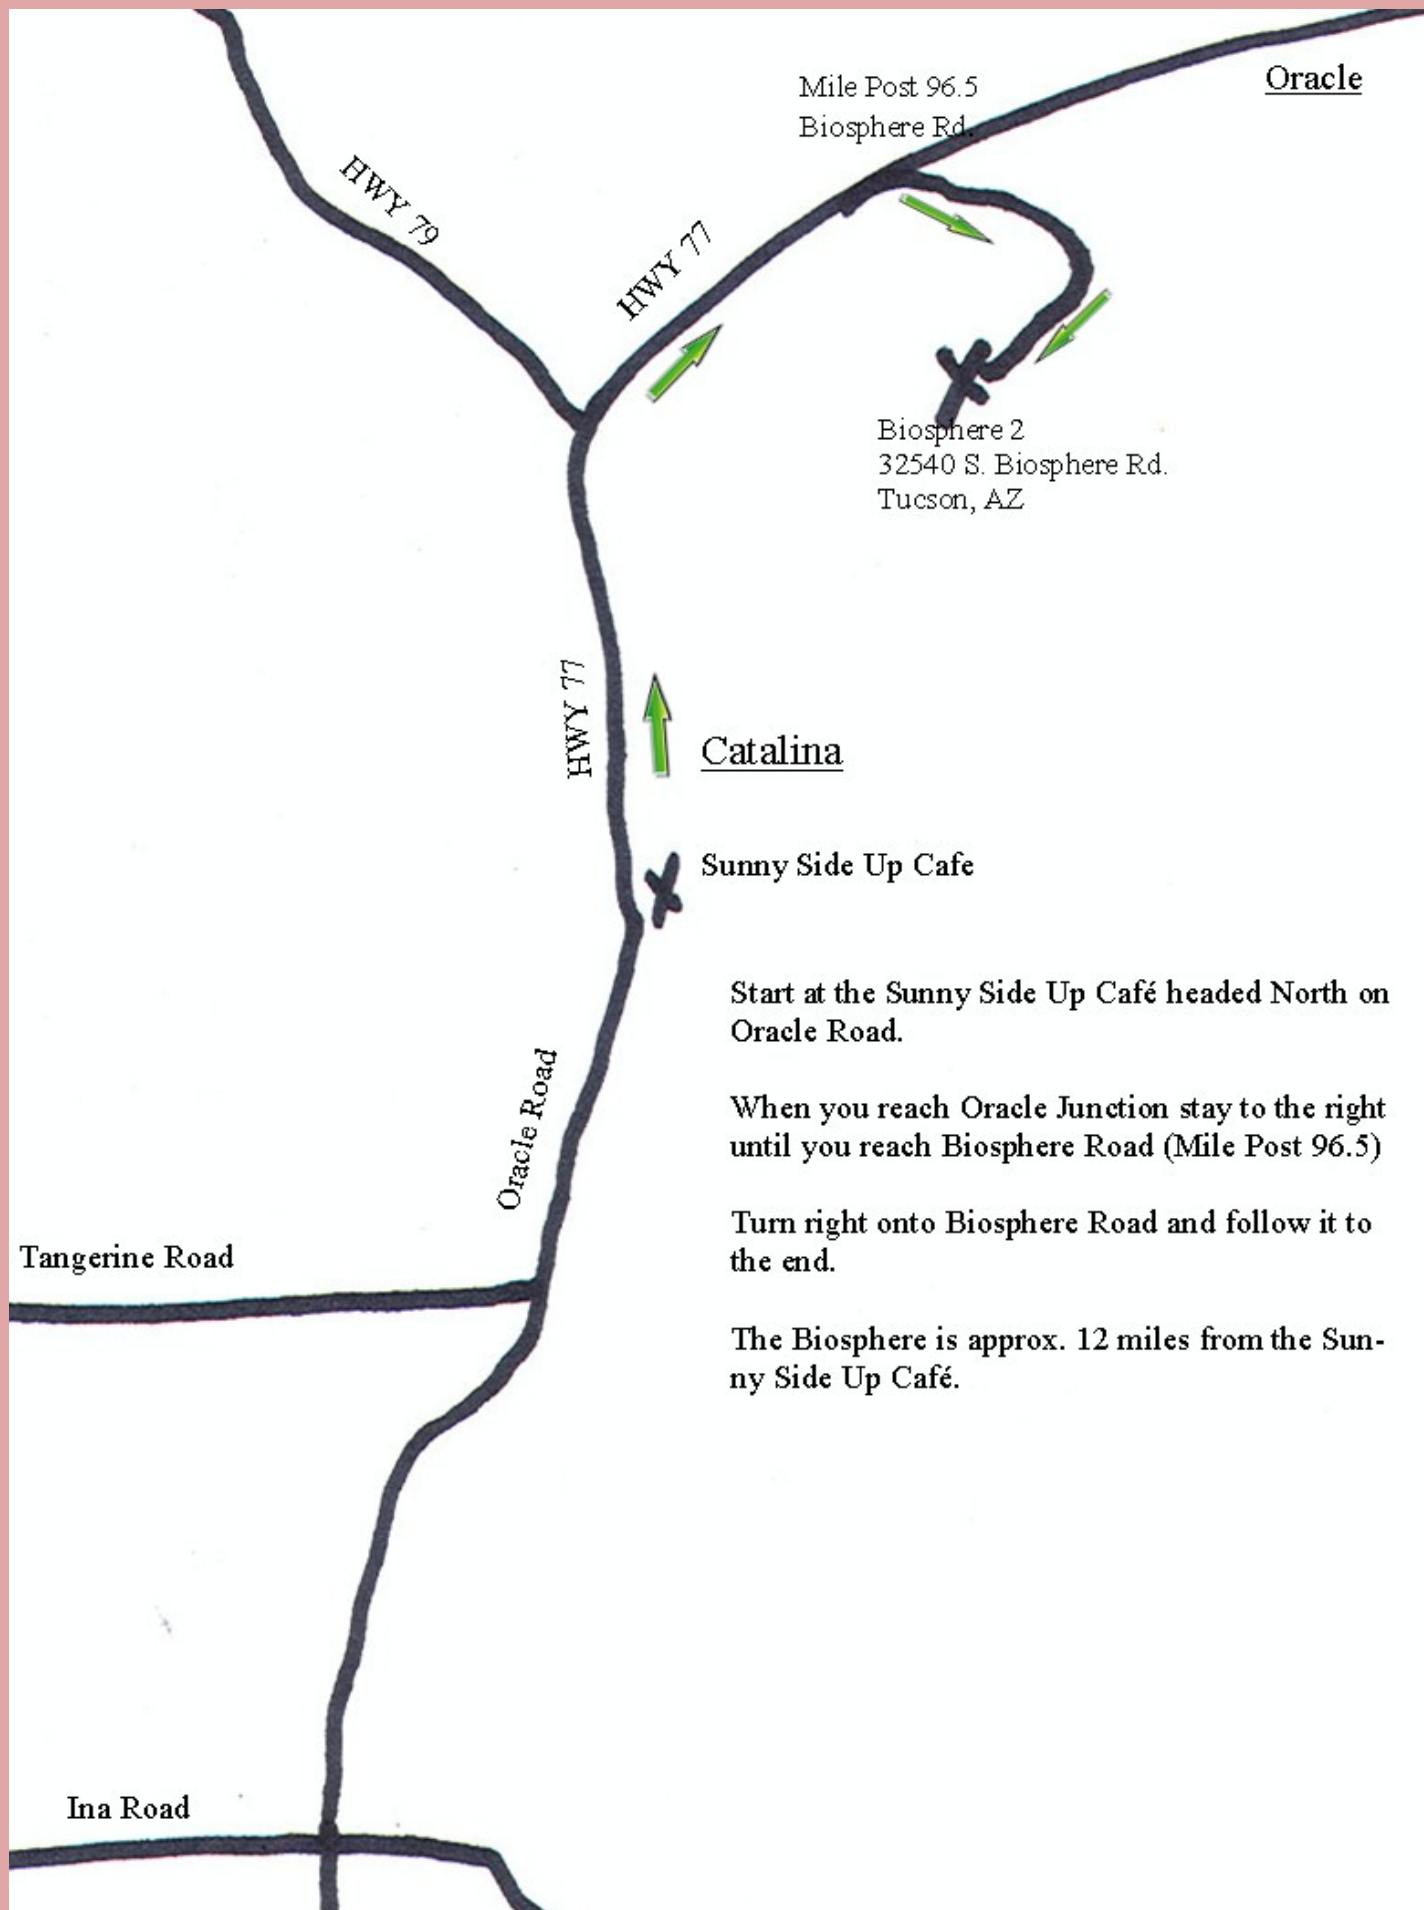 Oracle
Mile Post 96.5
Biosphere Rd.
HWY 79
HWY 77
Biosphere 2
32540 S. Biosphere Rd.
Tucson, AZ
HWY 77
Catalina
Sunny Side Up Cafe
Start at the Sunny Side Up Café headed North on
Oracle Road.
When you reach Oracle Junction stay to the right
until you reach Biosphere Road (Mile Post 96.5)
Turn right onto Biosphere Road and follow it to
the end.
The Biosphere is approx. 12 miles from the Sun-
ny Side Up Café.
Oracle Road
Tangerine Road
Ina Road